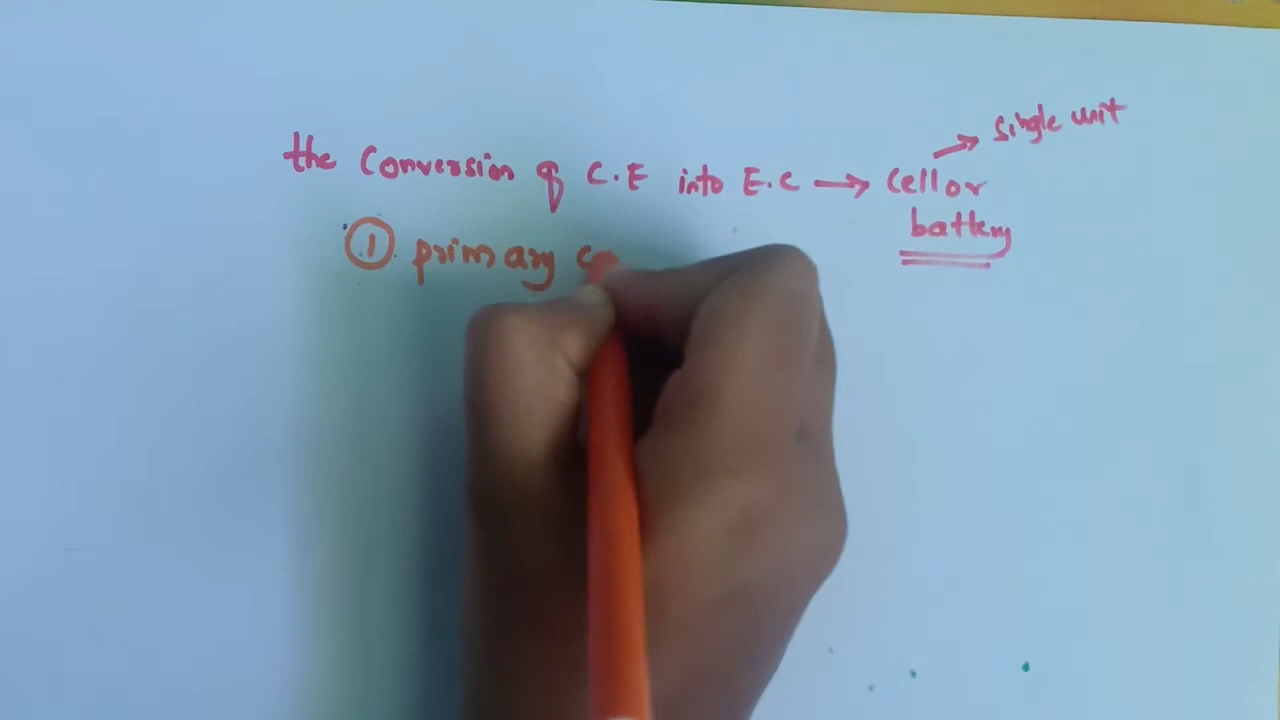 single unit
the conversion of C.E into E.C → cell or
battery
① primary